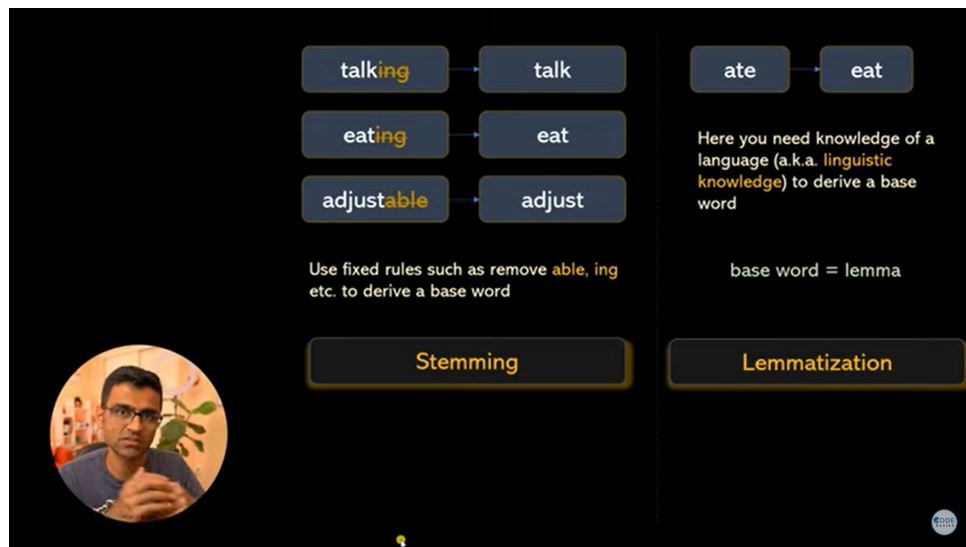 talking
talk
eating
eat
adjustable
adjust
Use fixed rules such as remove able, ing
etc. to derive a base word
Stemming
ate
eat
Here you need knowledge of a
language (a.k.a. linguistic
knowledge) to derive a base
word
base word = lemma
Lemmatization
CODE
BASICS